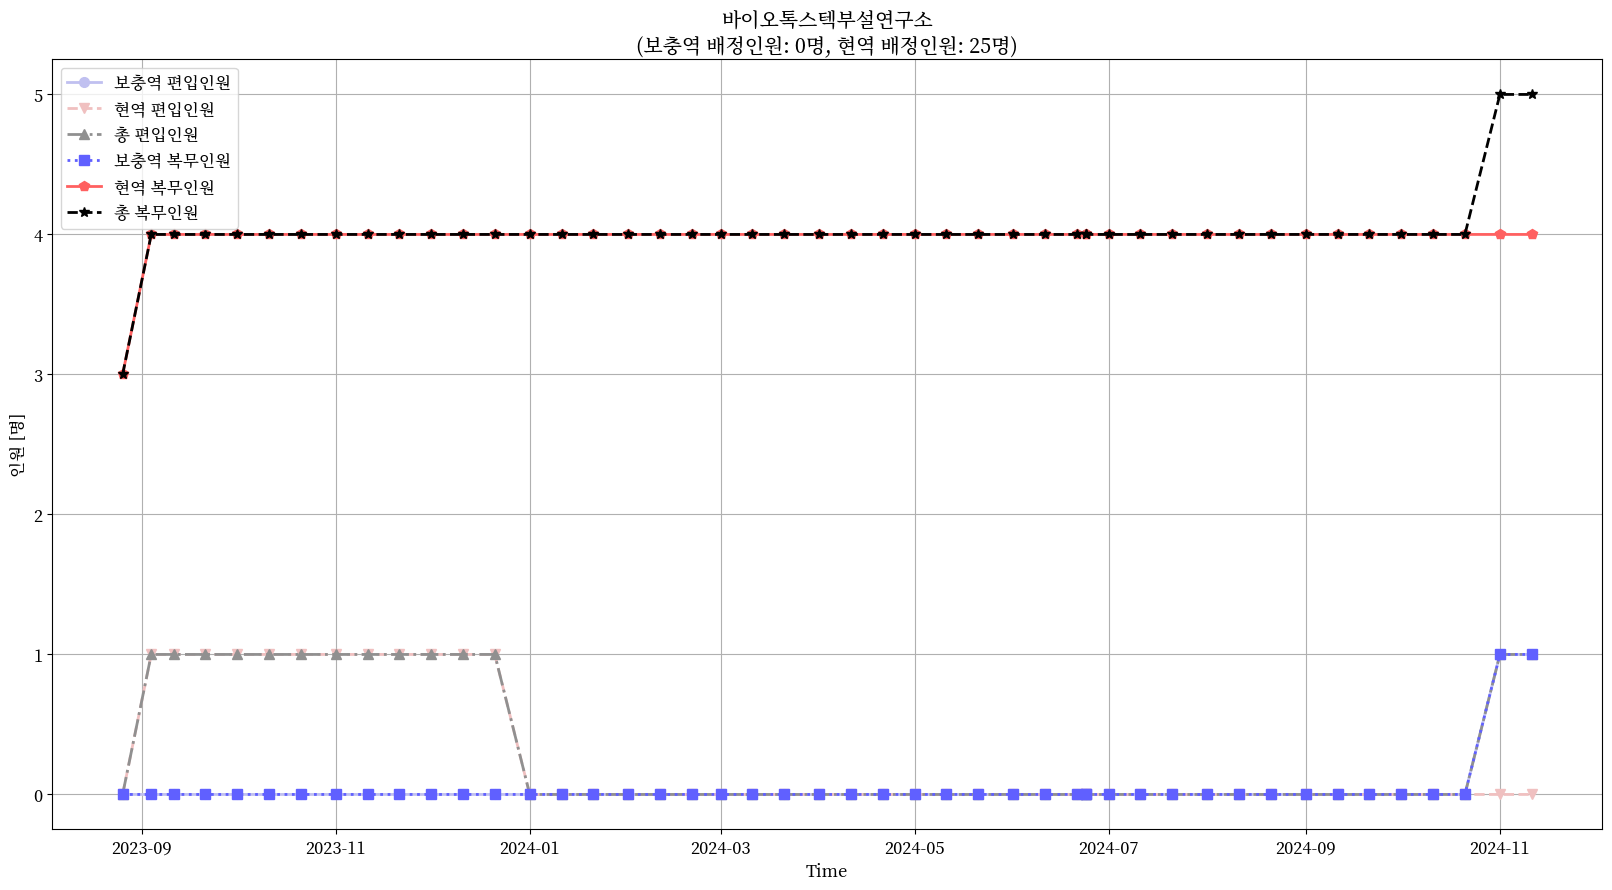 바이오톡스텍부설연구소
(보충역 배정인원: 0명, 현역 배정인원: 25명)
보충역 편입인원
현역 편입인원
총 편입인원
보충역 복무인원
현역 복무인원
총 복무인원
인원 [명]
5
4
3
2
1
0
2023-09
2023-11
2024-01
2024-03
2024-05
2024-07
2024-09
2024-11
Time